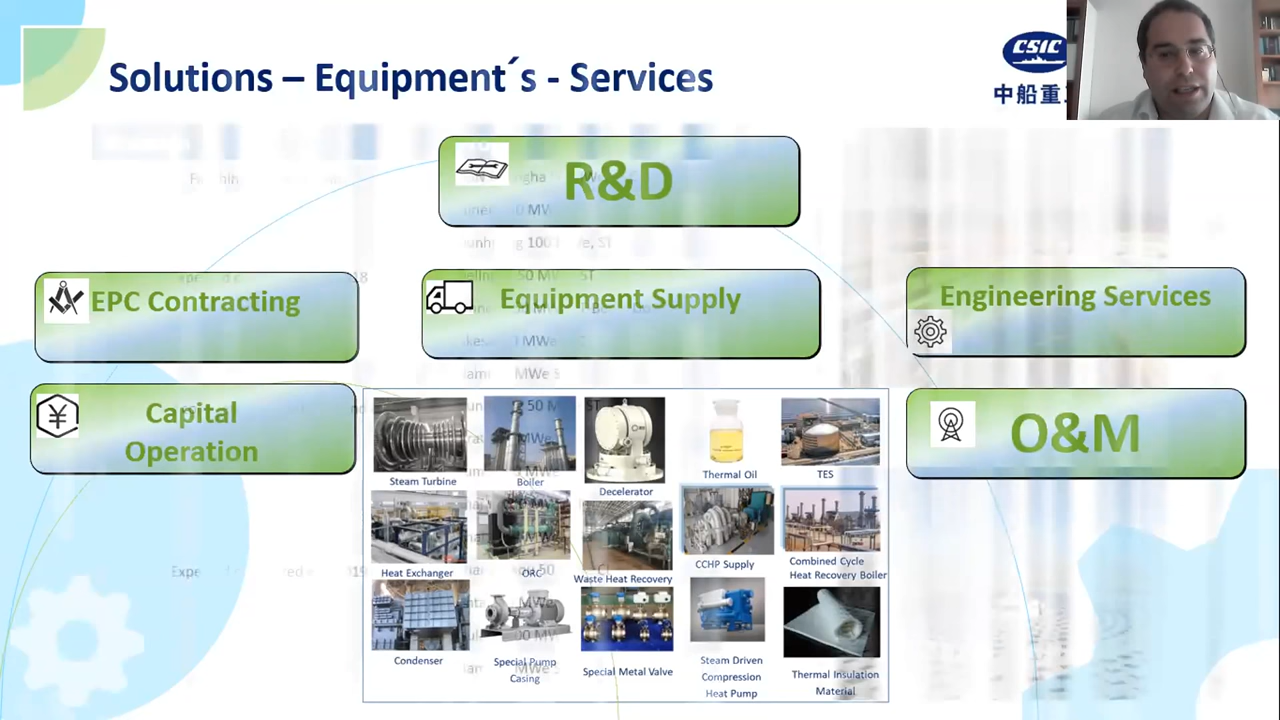 Solutions – Equipment´s - Services
CSIC
中船重
R&D
EPC Contracting
Equipment Supply
Engineering Services
Capital
Operation
O&M
Steam Turbine
Boiler
Decelerator
Thermal Oil
TES
Heat Exchanger
ORC
Waste Heat Recovery
CCHP Supply
Combined Cycle
Heat Recovery Boiler
Condenser
Special Pump
Casing
Special Metal Valve
Steam Driven
Compression
Heat Pump
Thermal Insulation
Material